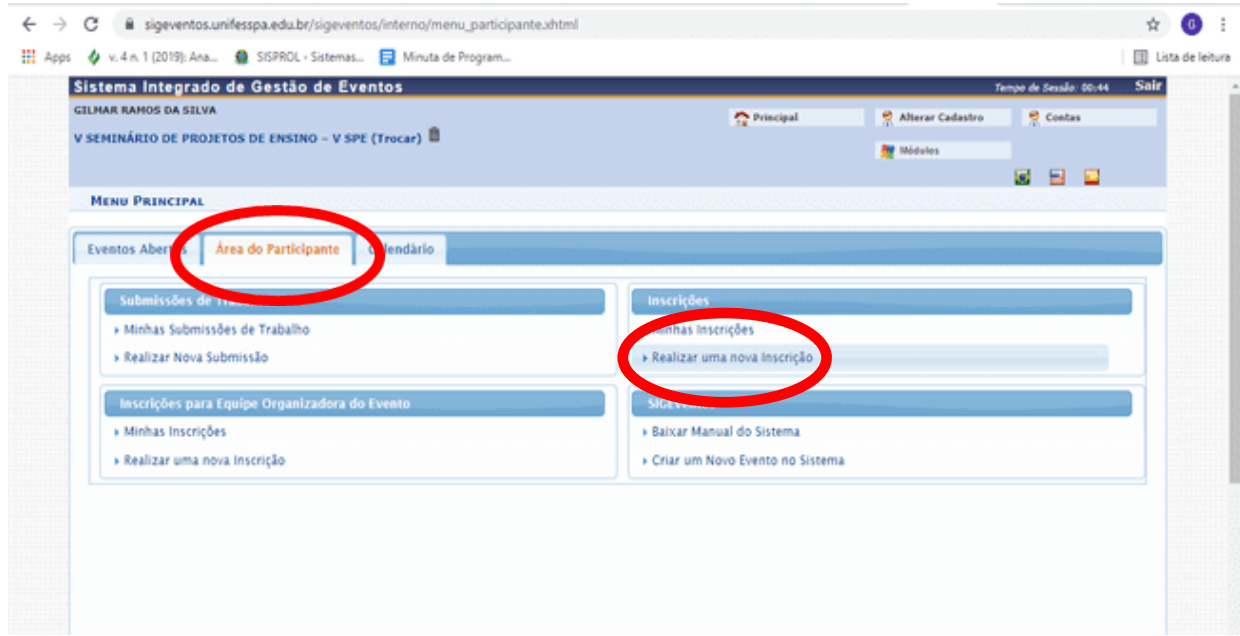 sigeventos.unifesspa.edu.br/sigeventos/interno/menu_participante.xhtml
G
Apps v. 4 n. 1 (2019): Ana... SISPROL - Sistemas... Minuta de Program... Lista de leitura
Sistema Integrado de Gestão de Eventos Tempo de Sessão: 00:44 Sair
GILMAR RAMOS DA SILVA
Principal Alterar Cadastro Contas
V SEMINÁRIO DE PROJETOS DE ENSINO – V SPE (Trocar)
Módulos
MENU PRINCIPAL
Eventos Abertos Área do Participante Calendário
Submissões de Inscrições
Minhas Submissões de Trabalho Minhas Inscrições
Realizar Nova Submissão Realizar uma nova Inscrição
Inscrições para Equipe Organizadora do Evento SIGEventos
Minhas Inscrições Baixar Manual do Sistema
Realizar uma nova Inscrição Criar um Novo Evento no Sistema